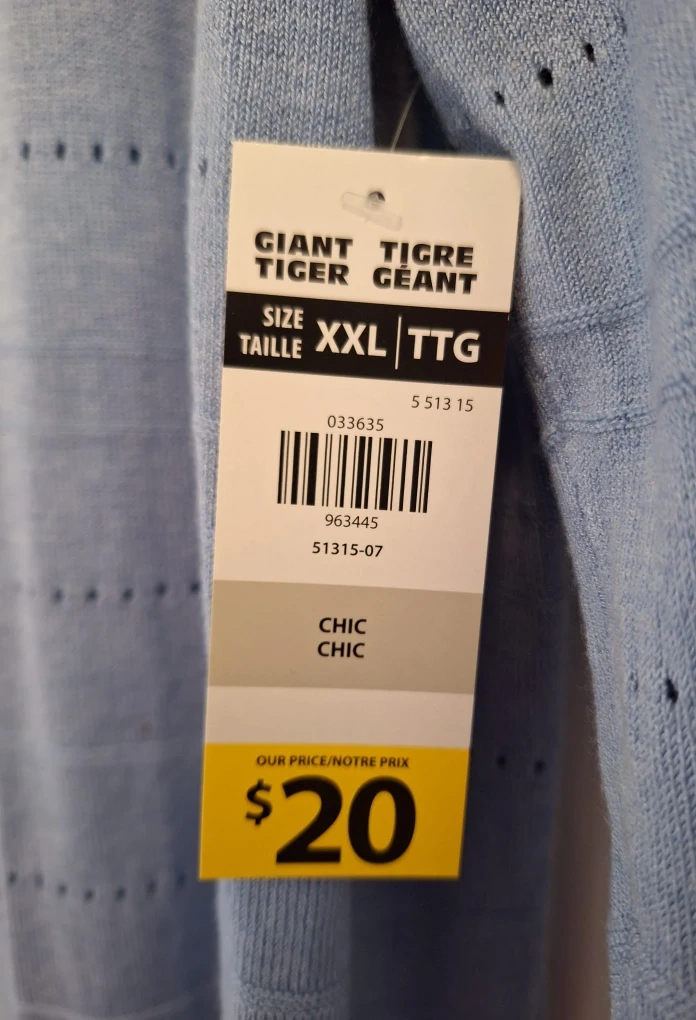 GIANT TIGRE
TIGER GÉANT
SIZE
TAILLE XXL | TTG
5 513 15
033635
963445
51315-07
CHIC
CHIC
OUR PRICE/NOTRE PRIX
$20